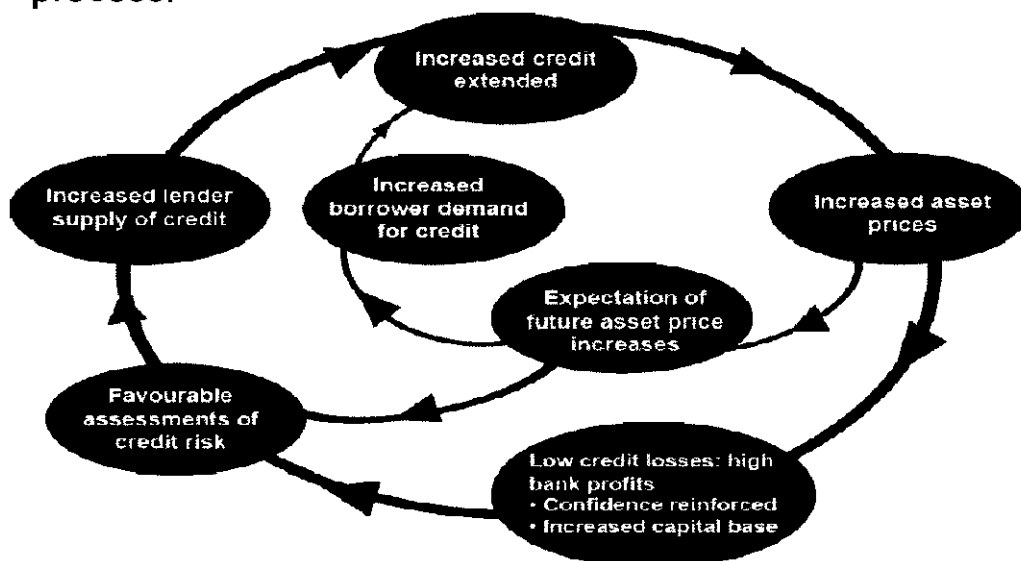 Increased credit
extended
Increased lender
supply of credit
Increased
borrower demand
for credit
Increased asset
prices
Expectation of
future asset price
increases
Favourable
assessments of
credit risk
Low credit losses: high
bank profits
• Confidence reinforced
• Increased capital base